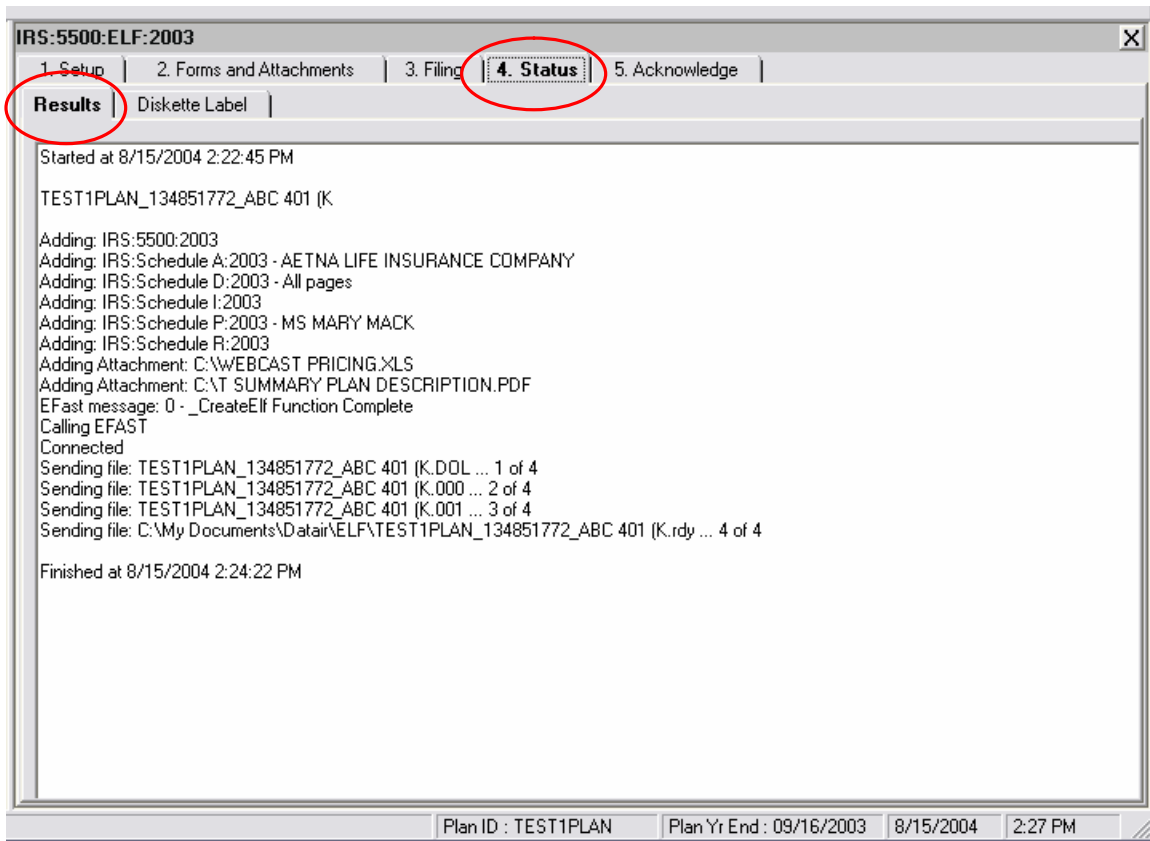 IRS:5500:ELF:2003
1. Setup 2. Forms and Attachments 3. Filing 4. Status 5. Acknowledge
Results Diskette Label
Started at 8/15/2004 2:22:45 PM
TEST1PLAN_134851772_ABC 401 (K
Adding: IRS:5500:2003
Adding: IRS:Schedule A:2003 - AETNA LIFE INSURANCE COMPANY
Adding: IRS:Schedule D:2003 - All pages
Adding: IRS:Schedule I:2003
Adding: IRS:Schedule P:2003 - MS MARY MACK
Adding: IRS:Schedule R:2003
Adding Attachment: C:\WEBCAST PRICING.XLS
Adding Attachment: C:\T SUMMARY PLAN DESCRIPTION.PDF
EFast message: 0 - _CreateElf Function Complete
Calling EFAST
Connected
Sending file: TEST1PLAN_134851772_ABC 401 (K.DOL ... 1 of 4
Sending file: TEST1PLAN_134851772_ABC 401 (K.000 ... 2 of 4
Sending file: TEST1PLAN_134851772_ABC 401 (K.001 ... 3 of 4
Sending file: C:\My Documents\Datair\ELF\TEST1PLAN_134851772_ABC 401 (K.rdy ... 4 of 4
Finished at 8/15/2004 2:24:22 PM
Plan ID : TEST1PLAN Plan Yr End : 09/16/2003 8/15/2004 2:27 PM